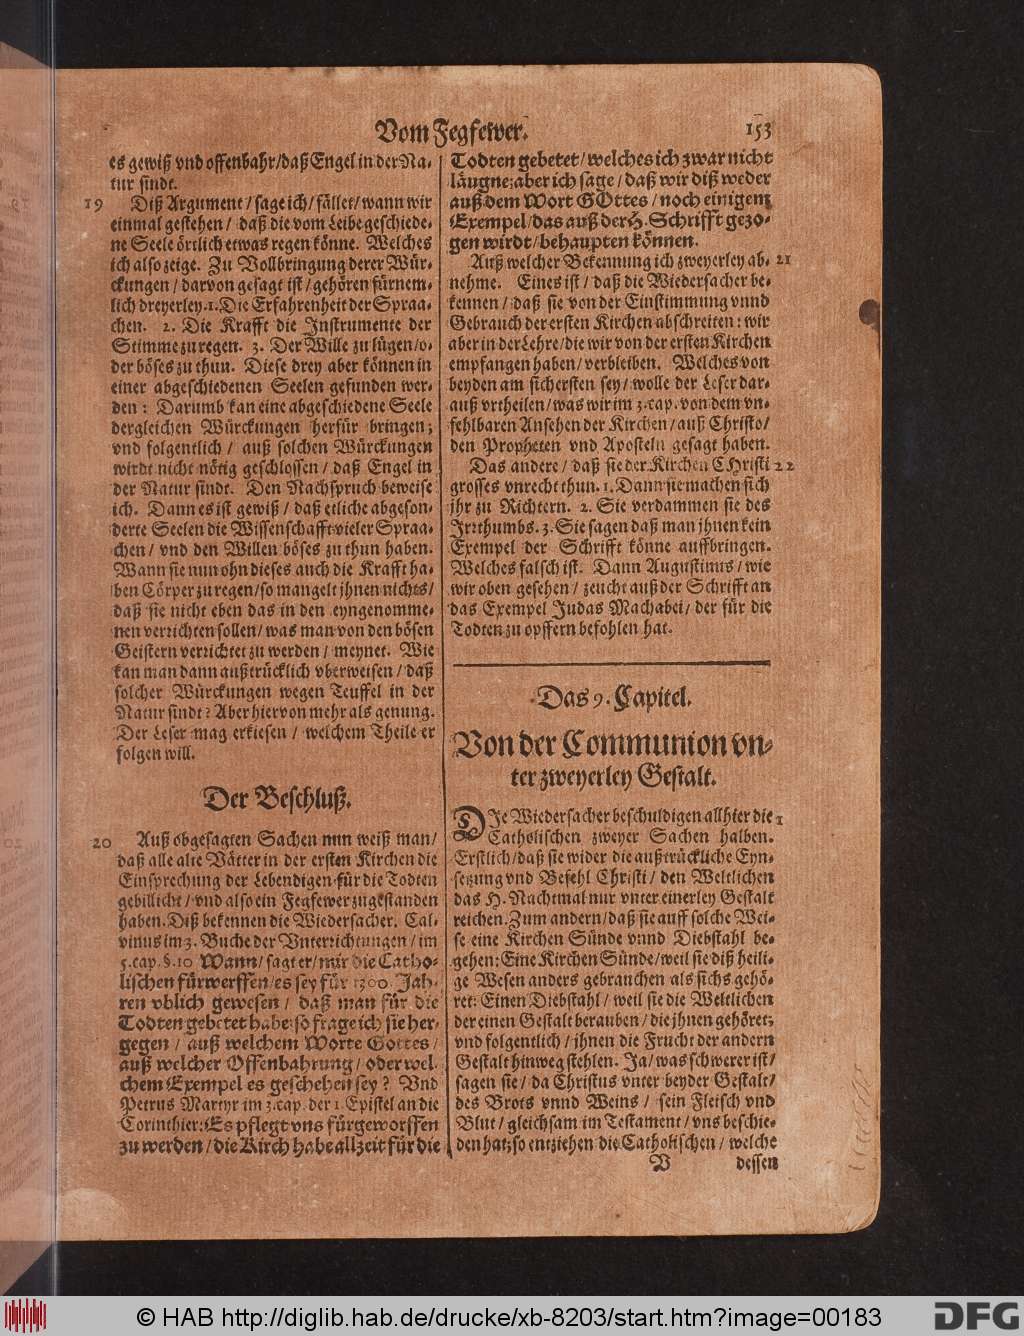 Vom Fegfewer. 153
es gewiß vnd offenbahr/daß Engel in der Na-
tur sindt.
19 Diß Argument/sage ich/fället/wann wir
einmal gestehen/ daß die vom Leibe geschiede-
ne Seele örtlich etwas regen könne. Welches
ich also zeige. Zu Vollbringung derer Wür-
ckungen/darvon gesagt ist/gehören fürnem-
lich dreyerley.1.Die Erfahrenheit der Spraa-
chen. 2. Die Krafft die Instrumente der
Stimme zu regen. 3. Der Wille zu lügen/o-
der böses zu thun. Diese drey aber können in
einer abgeschiedenen Seelen gefunden wer-
den: Darumb kan eine abgeschiedene Seele
dergleichen Würckungen herfür bringen;
vnd folgentlich/ auß solchen Würckungen
wirdt nicht nötig geschlossen/daß Engel in
der Natur sindt. Den Nachspruch beweise
ich. Dann es ist gewiß/ daß etliche abgeson-
derte Seelen die Wissenschafft vieler Spraa-
chen/ vnd den Willen böses zu thun haben.
Wann sie nun ohn dieses auch die Krafft ha-
ben Cörper zu regen/so mangelt jhnen nichts/
daß sie nicht eben das in den eyngenomme-
nen verrichten sollen/was man von den bösen
Geistern verrichtet zu werden/ meynet. Wie
kan man dann außtrücklich vberweisen/daß
solcher Würckungen wegen Teuffel in der
Natur sindt? Aber hiervon mehr als genung.
Der Leser mag erkiesen/ welchem Theile er
folgen will.
Der Beschluß.
20 Auß obgesagten Sachen nun weiß man/
daß alle alte Vätter in der ersten Kirchen die
Einsprechung der Lebendigen für die Todten
gebillicht/vnd also ein Fegfewer zugestanden
haben. Diß bekennen die Wiedersacher. Cal-
vinus im 3. Buche der Vnterrichtungen/im
5.cap.§.10 Wann/sagt er/mir die Catho-
lischen fürwerffen/es sey für 1300. Jah-
ren vblich gewesen/ daß man für die
Todten gebetet habe: so frage ich sie her-
gegen/ auß welchem Worte Gottes/
auß welcher Offenbahrung/oder wel-
chem Exempel es geschehen sey? Vnd
Petrus Martyr im 3.cap.der 1.Epistel an die
Corinthier: Es pflegt vns fürgeworffen
zu werden/die Kirch habe allzeit für die
Todten gebetet/welches ich zwar nicht
läugne; aber ich sage/daß wir diß weder
auß dem Wort GOttes/noch einigem
Exempel/das auß der H. Schrifft gezo-
gen wirdt/behaupten können.
Auß welcher Bekennung ich zweyerley ab- 21
nehme. Eines ist/ daß die Wiedersacher be-
kennen/ daß sie von der Einstimmung vnnd
Gebrauch der ersten Kirchen abschreiten: wir
aber in der Lehre/die wir von der ersten Kirchen
empfangen haben/verbleiben. Welches von
beyden am sichersten sey/wolle der Leser dar-
auß vrtheilen/was wir im 3.cap.von dem vn-
fehlbaren Ansehen der Kirchen/auß Christo/
den Propheten vnd Aposteln gesagt haben.
Das andere/ daß sie der Kirchen CHristi 22
grosses vnrecht thun. 1. Dann sie machen sich
jhr zu Richtern. 2. Sie verdammen sie des
Irrthumbs. 3. Sie sagen daß man jhnen kein
Exempel der Schrifft könne auffbringen.
Welches falsch ist. Dann Augustinus/ wie
wir oben gesehen/ zeucht auß der Schrifft an
das Exempel Judas Machabei/der für die
Todten zu opffern befohlen hat.
Das 9. Capitel.
Von der Communion vn-
ter zweyerley Gestalt.
DJe Wiedersacher beschuldigen allhier die 1
Catholischen zweyer Sachen halben.
Erstlich/daß sie wider die außtrückliche Eyn-
setzung vnd Befehl Christi/ den Weltlichen
das H. Nachtmal nur vnter einerley Gestalt
reichen. Zum andern/daß sie auff solche Wei-
se eine Kirchen Sünde vnnd Diebstahl be-
gehen: Eine Kirchen Sünde/weil sie diß heili-
ge Wesen anders gebrauchen als sichs gehö-
ret: Einen Diebstahl/ weil sie die Weltlichen
der einen Gestalt berauben/die jhnen gehöret;
vnd folgentlich/ jhnen die Frucht der andern
Gestalt hinweg stehlen. Ja/was schwerer ist/
sagen sie/ da Christus vnter beyder Gestalt/
des Brots vnnd Weins/ sein Fleisch vnd
Blut/gleichsam im Testament/vns beschie-
den hat; so entziehen die Catholischen/ welche
V dessen
© HAB http://diglib.hab.de/drucke/xb-8203/start.htm?image=00183 DFG